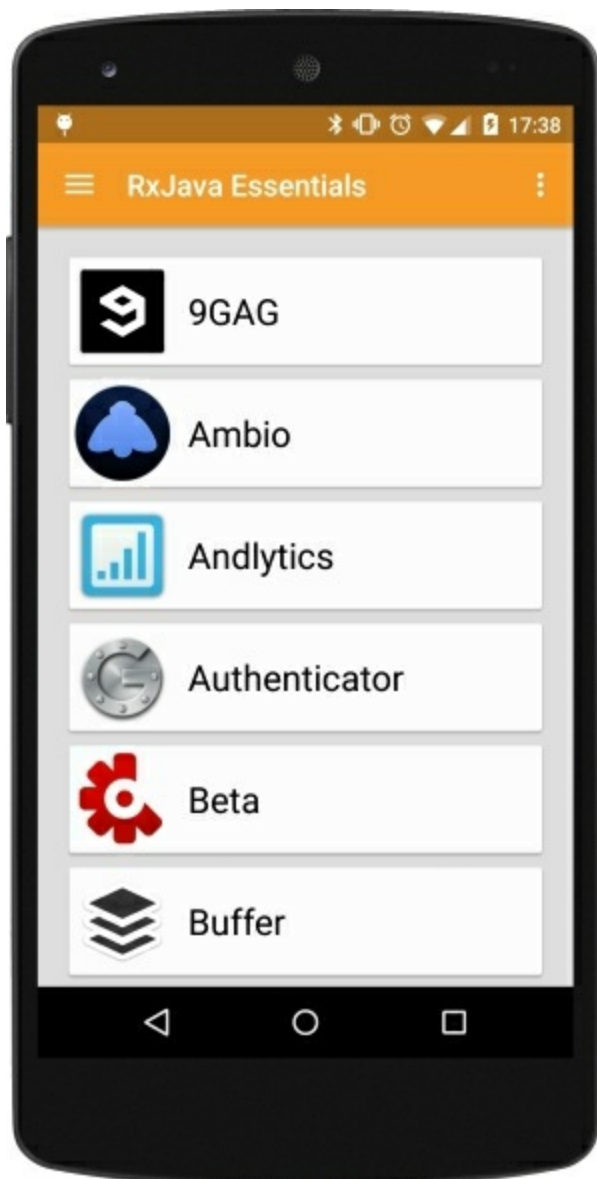 17:38
RxJava Essentials
9GAG
Ambio
Andlytics
Authenticator
Beta
Buffer